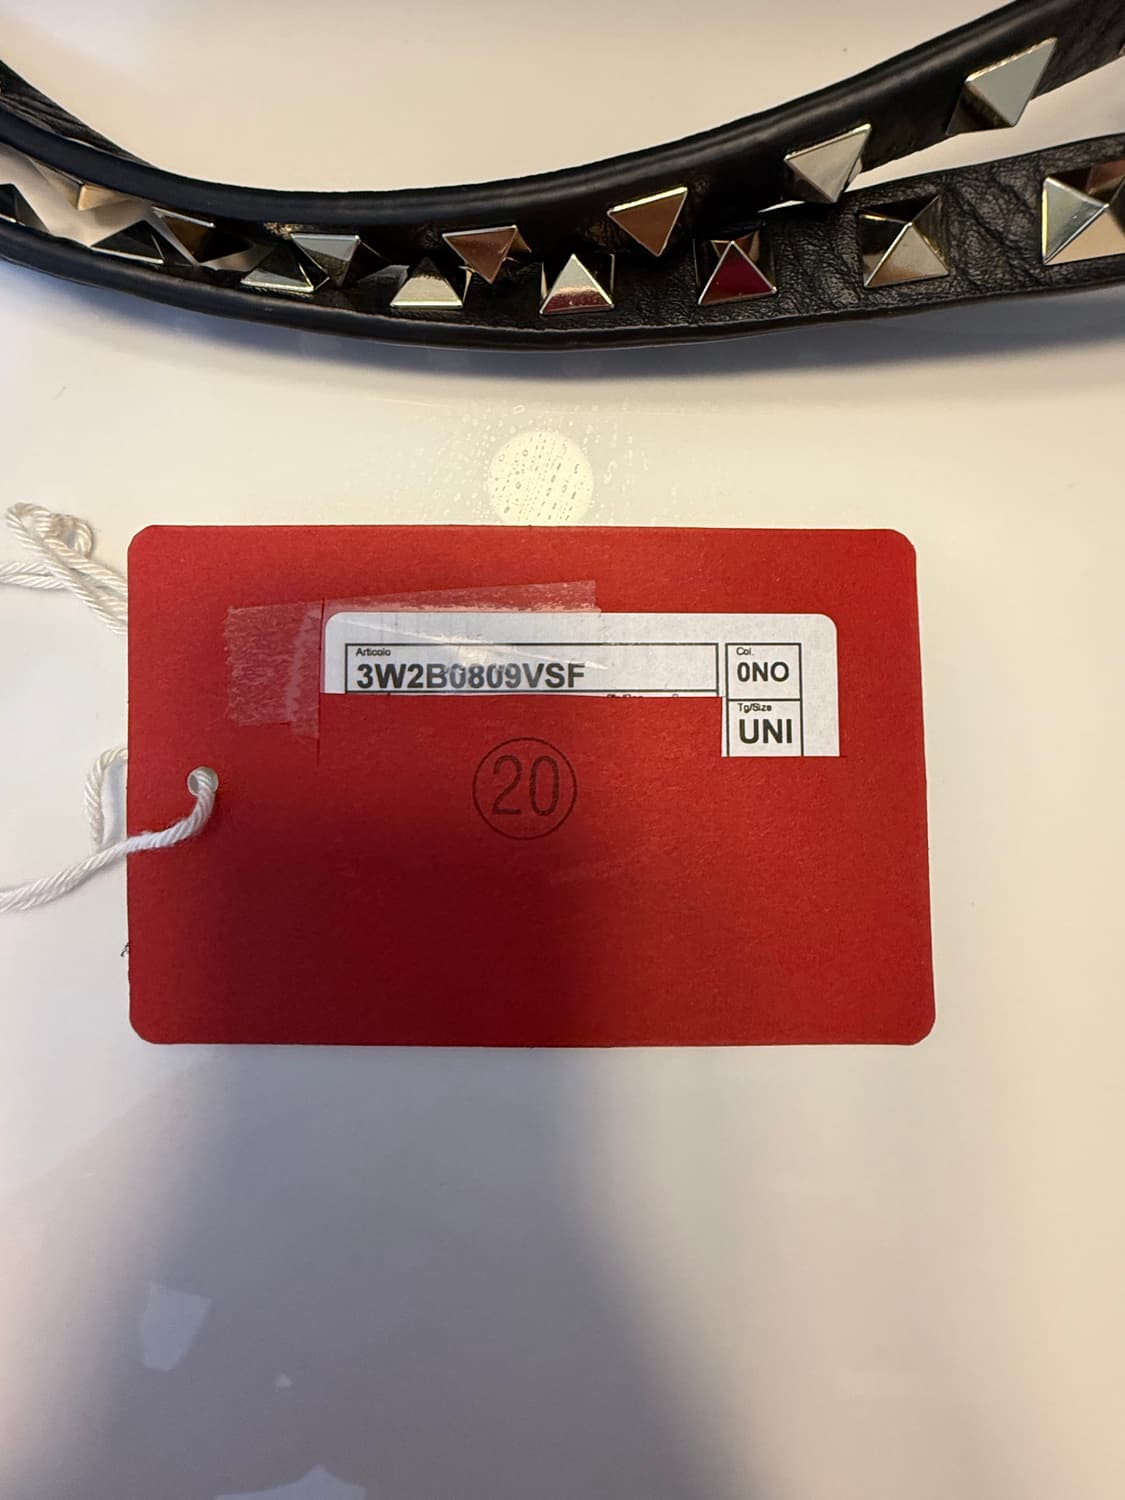 Articolo
3W2B0809VSF
Col.
0NO
Tg/Size
UNI
20